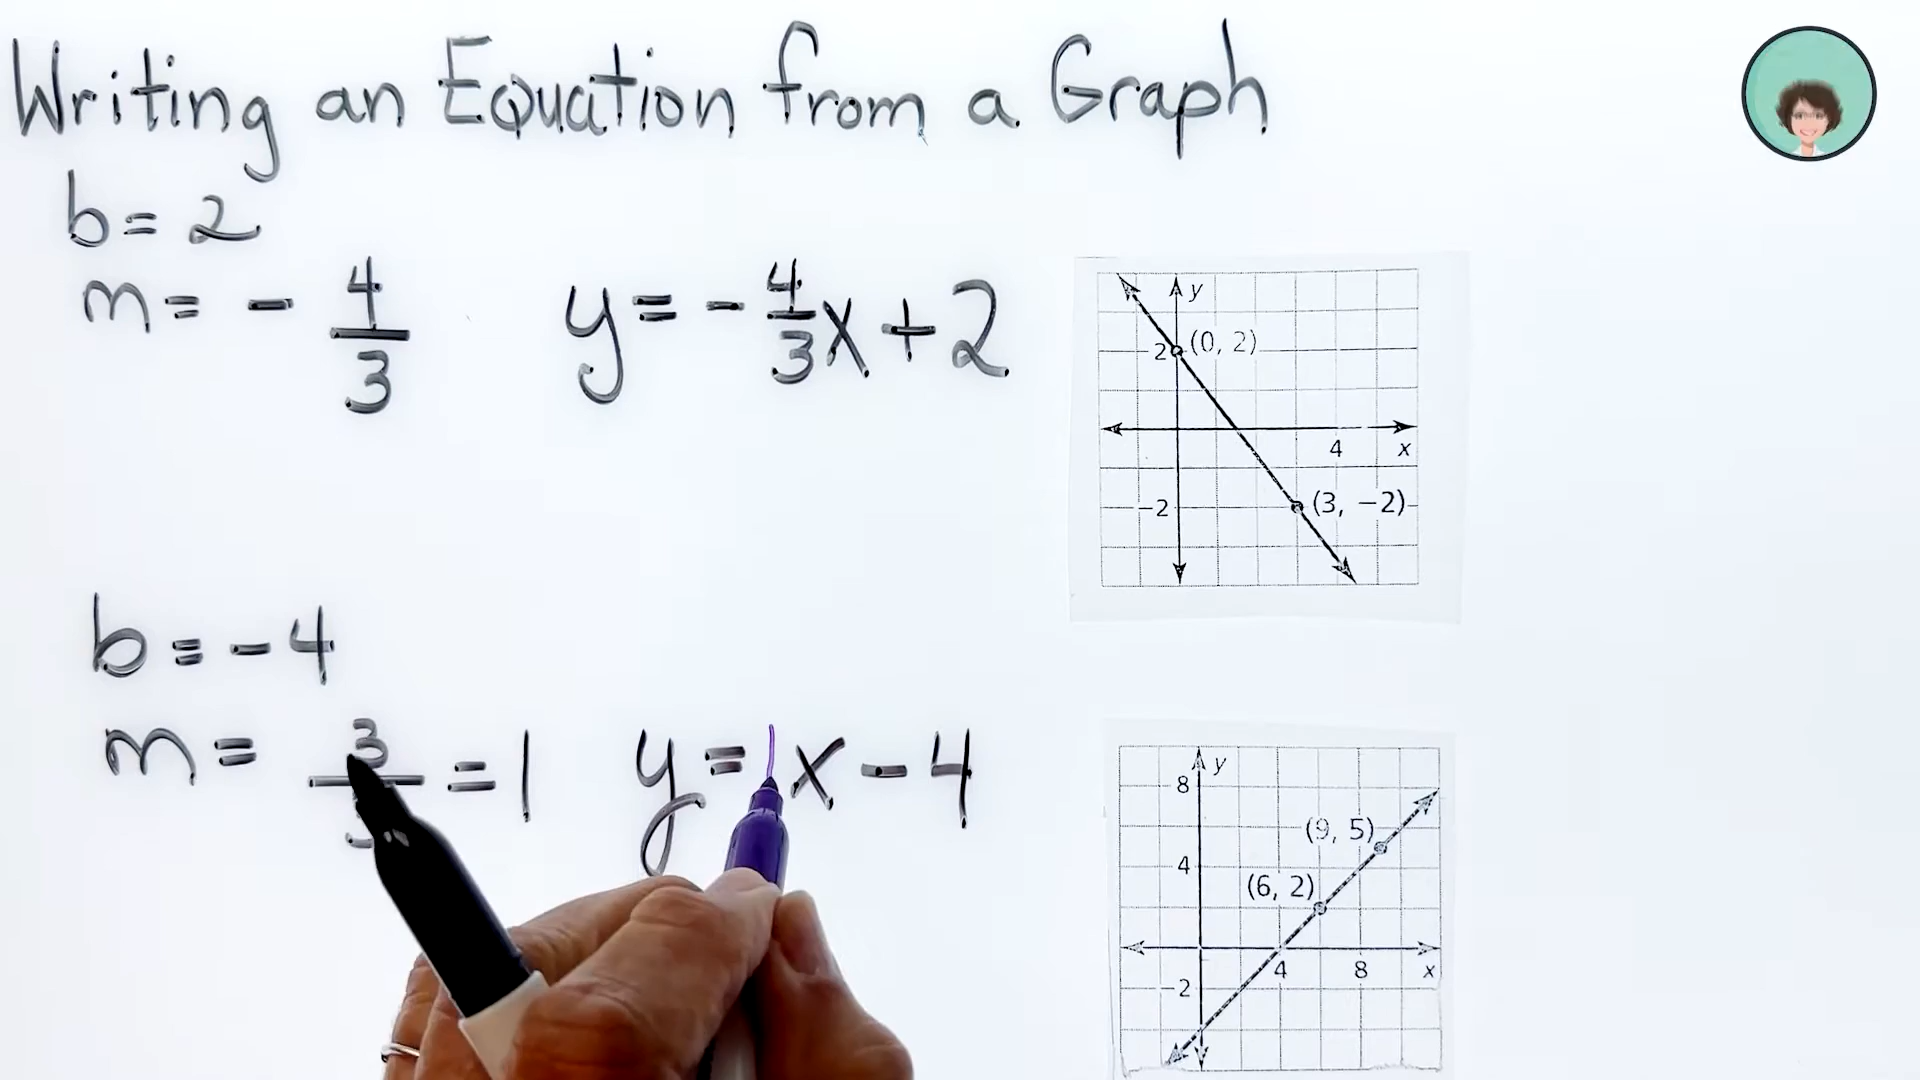 Writing an Equation from a Graph
b = 2
m = - 4/3
y = - 4/3 x + 2
y
2
(0, 2)
4
x
-2
(3, -2)
b = -4
m = 3/3 = 1
y = 1x - 4
y
8
(9, 5)
4
(6, 2)
4
8
x
-2